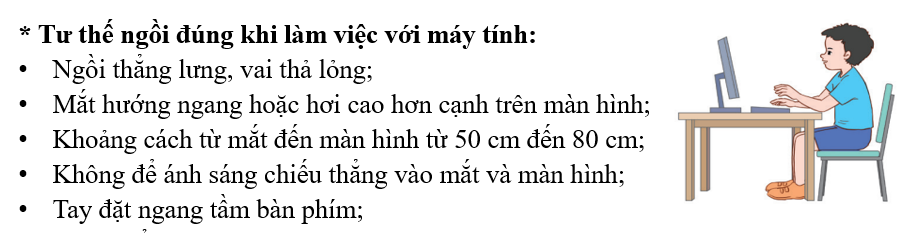 * Tư thế ngồi đúng khi làm việc với máy tính:
• Ngồi thẳng lưng, vai thả lỏng;
• Mắt hướng ngang hoặc hơi cao hơn cạnh trên màn hình;
• Khoảng cách từ mắt đến màn hình từ 50 cm đến 80 cm;
• Không để ánh sáng chiếu thẳng vào mắt và màn hình;
• Tay đặt ngang tầm bàn phím;